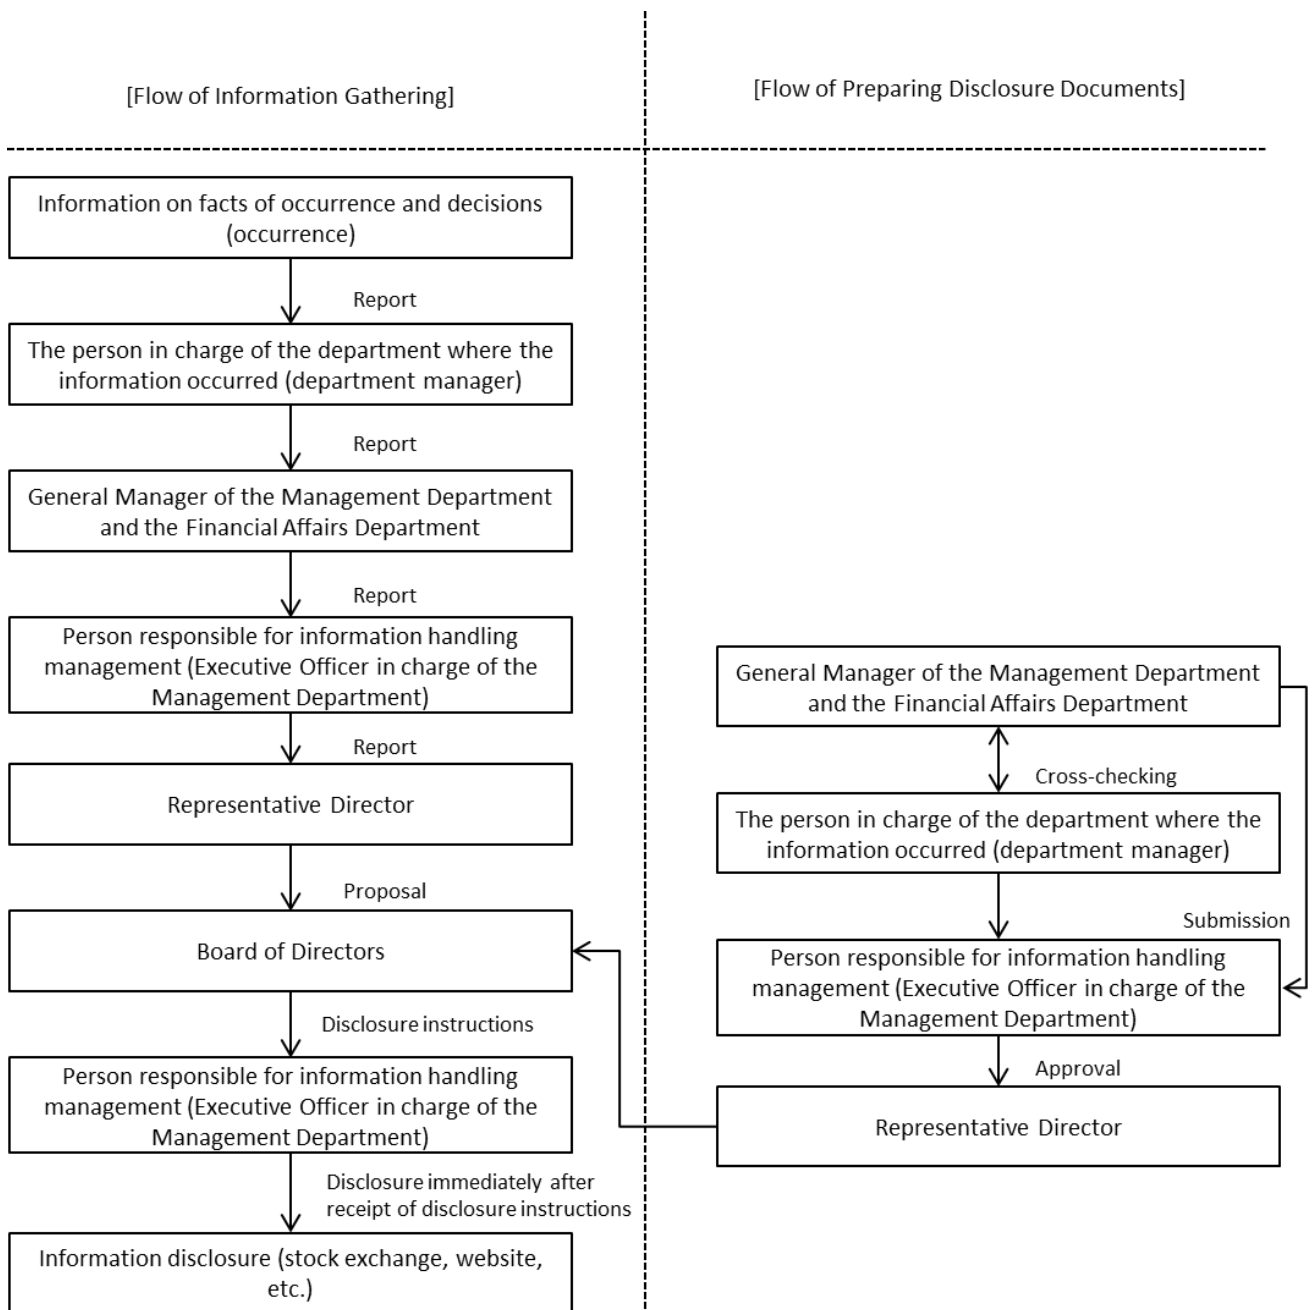 [Flow of Information Gathering]
[Flow of Preparing Disclosure Documents]
Information on facts of occurrence and decisions
(occurrence)
Report
The person in charge of the department where the
information occurred (department manager)
Report
General Manager of the Management Department
and the Financial Affairs Department
Report
Person responsible for information handling
management (Executive Officer in charge of the
Management Department)
Report
Representative Director
Proposal
Board of Directors
Disclosure instructions
Person responsible for information handling
management (Executive Officer in charge of the
Management Department)
Disclosure immediately after
receipt of disclosure instructions
Information disclosure (stock exchange, website,
etc.)
General Manager of the Management Department
and the Financial Affairs Department
Cross-checking
The person in charge of the department where the
information occurred (department manager)
Submission
Person responsible for information handling
management (Executive Officer in charge of the
Management Department)
Approval
Representative Director